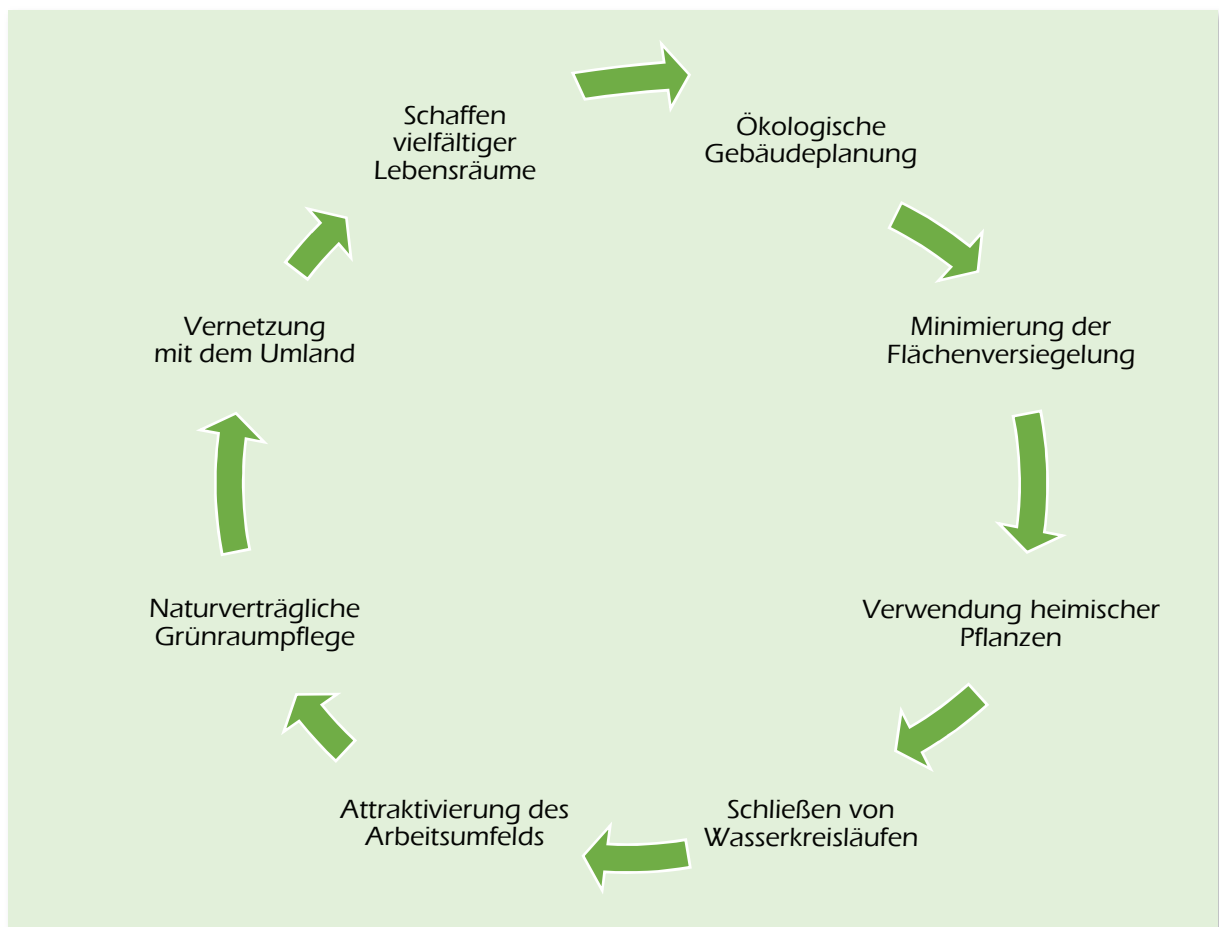 Schaffen
vielfältiger
Lebensräume
Ökologische
Gebäudeplanung
Minimierung der
Flächenversiegelung
Verwendung heimischer
Pflanzen
Schließen von
Wasserkreisläufen
Attraktivierung des
Arbeitsumfelds
Naturverträgliche
Grünraumpflege
Vernetzung
mit dem Umland